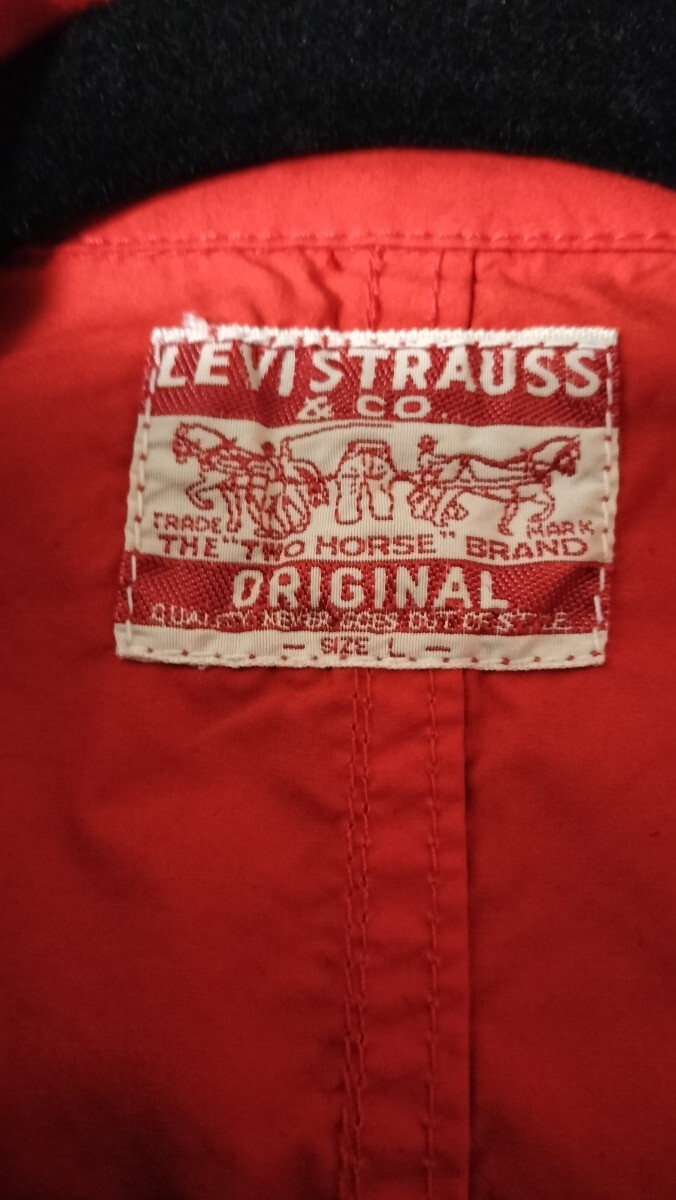 LEVI STRAUSS
& CO.
TRADE MARK
THE "TWO HORSE" BRAND
ORIGINAL
QUALITY NEVER GOES OUT OF STYLE
- SIZE L -